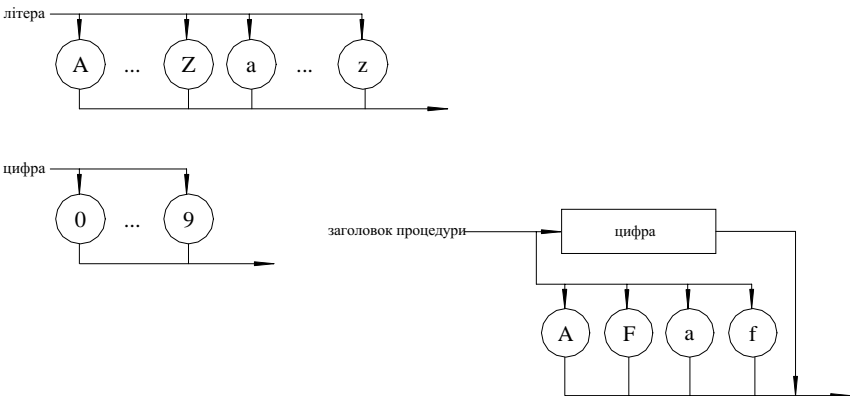 літера
A ... Z a ... z
цифра
0 ... 9
заголовок процедури цифра
A F a f